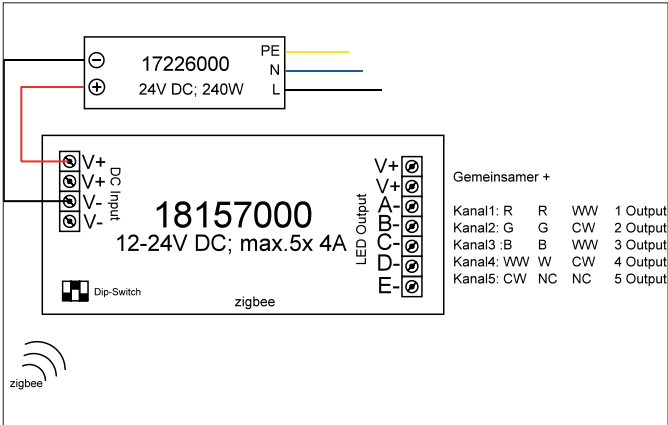 PE
17226000
N
24V DC; 240W
L
V+
V+
V-
V-
DC Input
18157000
12-24V DC; max.5x 4A
Dip-Switch
zigbee
LED Output
V+
V+
A-
B-
C-
D-
E-
Gemeinsamer +
Kanal1: R R WW 1 Output
Kanal2: G G CW 2 Output
Kanal3 :B B WW 3 Output
Kanal4: WW W CW 4 Output
Kanal5: CW NC NC 5 Output
zigbee